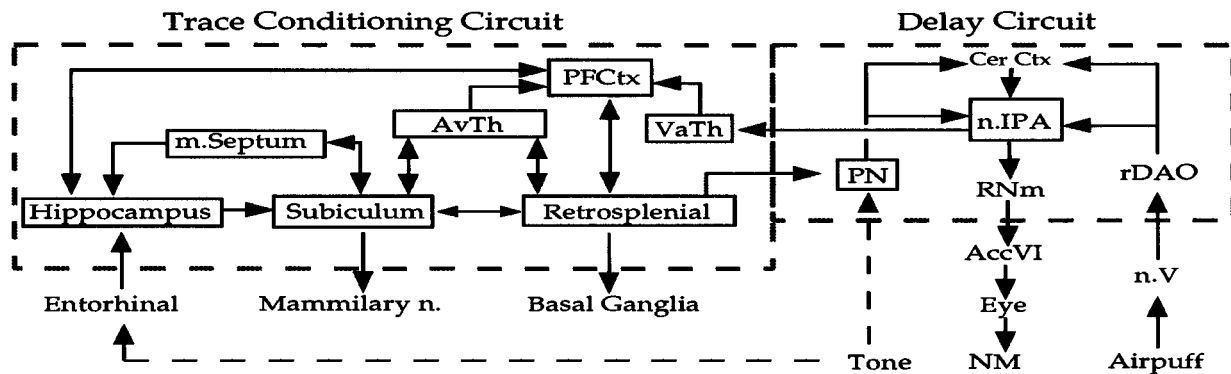 Trace Conditioning Circuit
Delay Circuit
PFCtx
Cer Ctx
AvTh
VaTh
n.IPA
m.Septum
PN
RNm
rDAO
Hippocampus
Subiculum
Retrosplenial
AccVI
n.V
Entorhinal
Mammilary n.
Basal Ganglia
Eye
Tone
NM
Airpuff